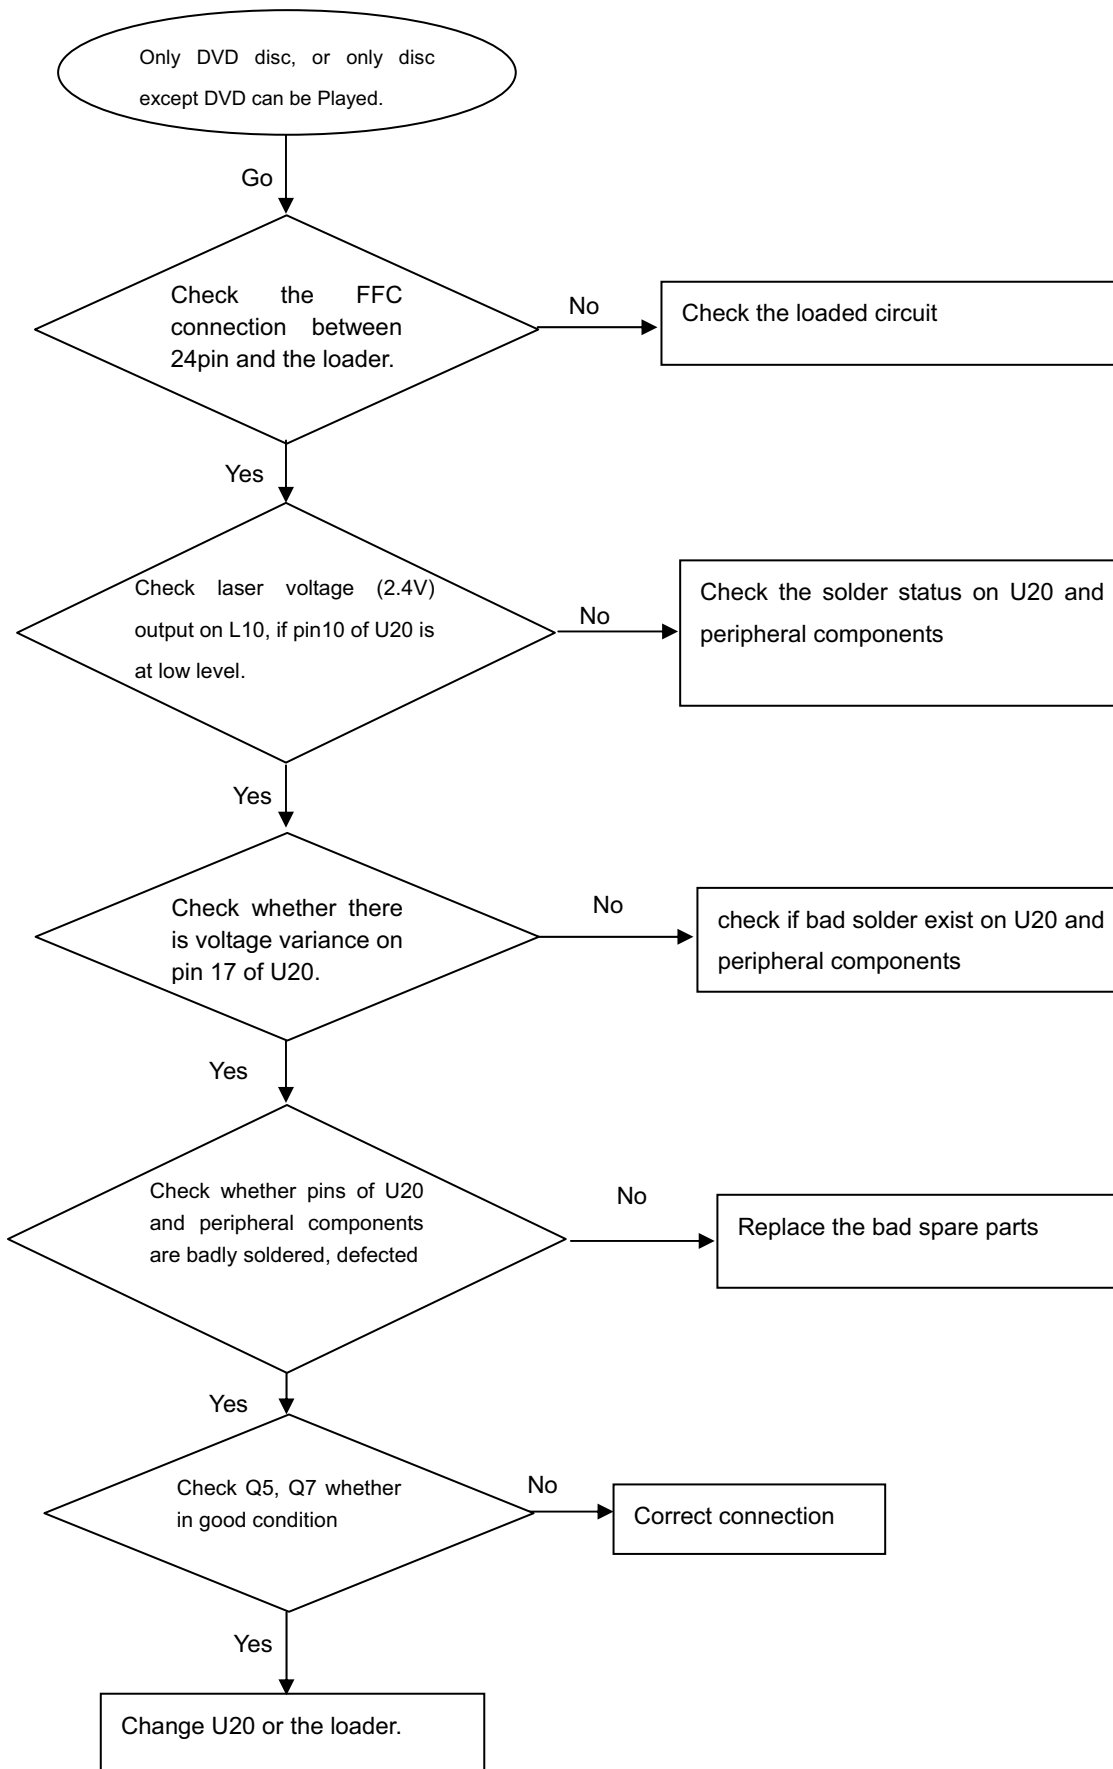 Only DVD disc, or only disc
except DVD can be Played.
Go
Check the FFC
connection between
24pin and the loader.
No
Check the loaded circuit
Yes
Check laser voltage (2.4V)
output on L10, if pin10 of U20 is
at low level.
No
Check the solder status on U20 and
peripheral components
Yes
Check whether there
is voltage variance on
pin 17 of U20.
No
check if bad solder exist on U20 and
peripheral components
Yes
Check whether pins of U20
and peripheral components
are badly soldered, defected
No
Replace the bad spare parts
Yes
Check Q5, Q7 whether
in good condition
No
Correct connection
Yes
Change U20 or the loader.